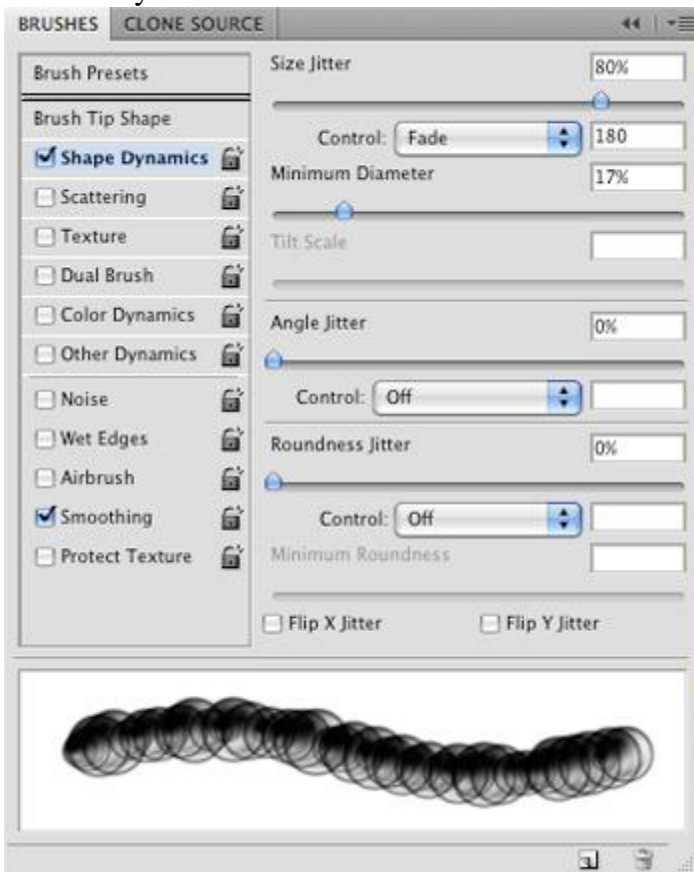 BRUSHES CLONE SOURCE
Brush Presets
Brush Tip Shape
Shape Dynamics
Scattering
Texture
Dual Brush
Color Dynamics
Other Dynamics
Noise
Wet Edges
Airbrush
Smoothing
Protect Texture
Size Jitter 80%
Control: Fade 180
Minimum Diameter 17%
Tilt Scale
Angle Jitter 0%
Control: Off
Roundness Jitter 0%
Control: Off
Minimum Roundness
Flip X Jitter Flip Y Jitter